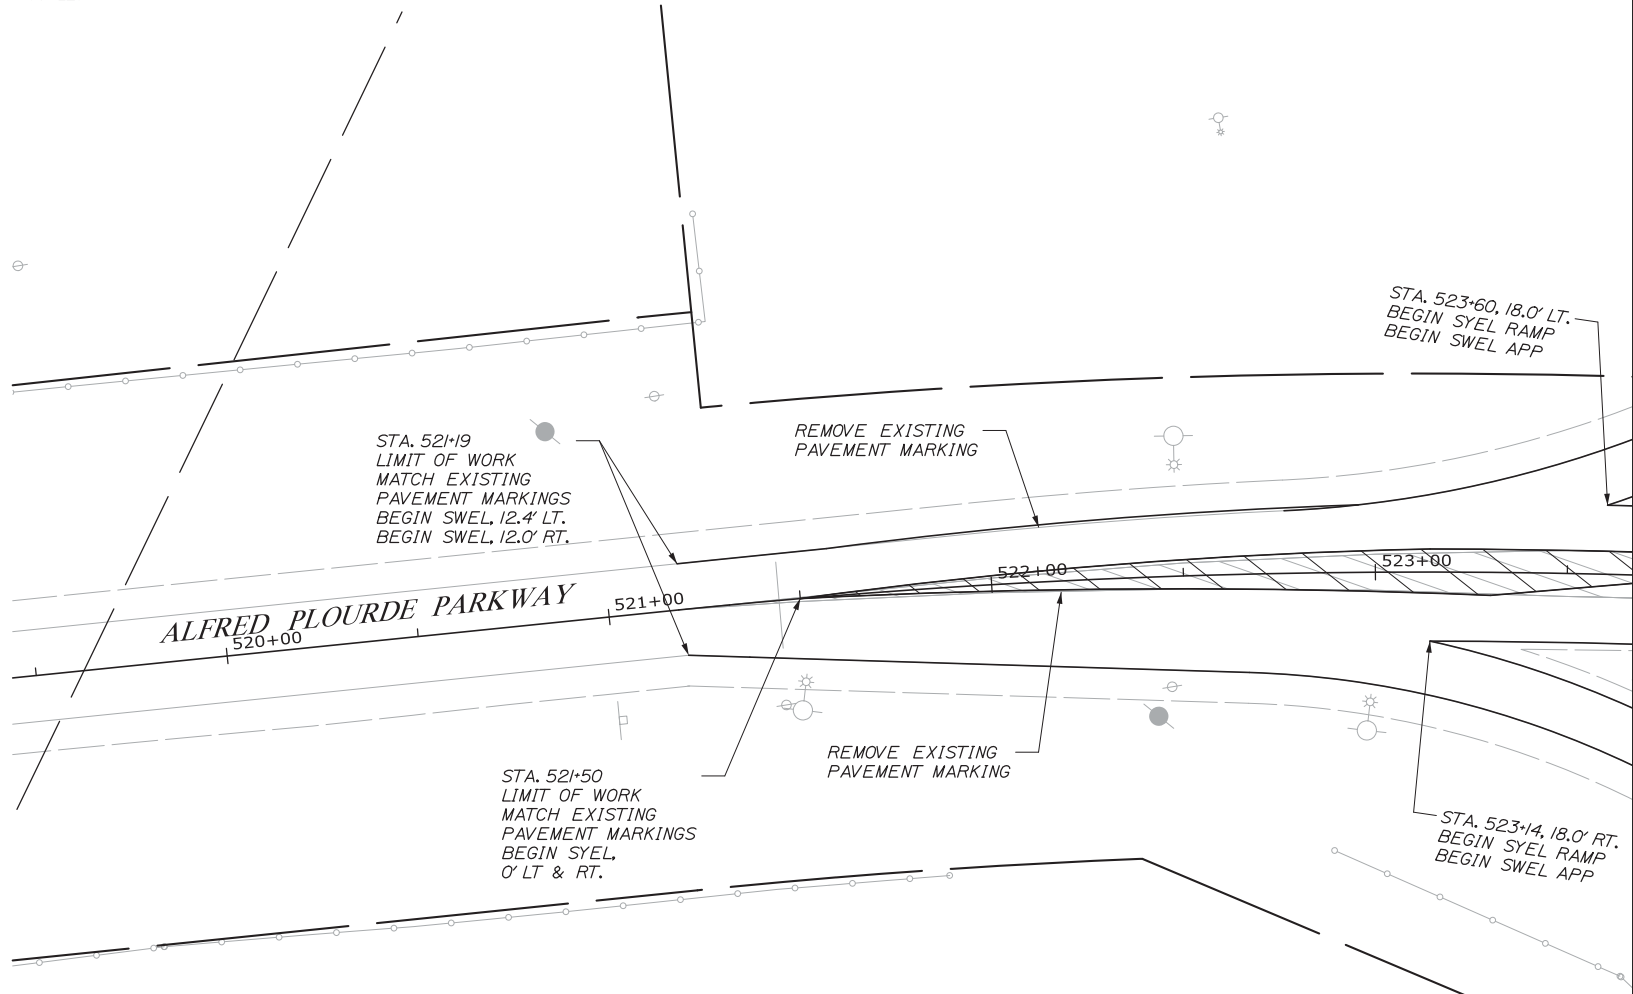 STA. 523+60, 18.0' LT.
BEGIN SYEL RAMP
BEGIN SWEL APP
STA. 521+19
LIMIT OF WORK
MATCH EXISTING
PAVEMENT MARKINGS
BEGIN SWEL, 12.4' LT.
BEGIN SWEL, 12.0' RT.
REMOVE EXISTING
PAVEMENT MARKING
ALFRED PLOURDE PARKWAY
520+00
521+00
522+00
523+00
STA. 521+50
LIMIT OF WORK
MATCH EXISTING
PAVEMENT MARKINGS
BEGIN SYEL,
0' LT & RT.
REMOVE EXISTING
PAVEMENT MARKING
STA. 523+14, 18.0' RT.
BEGIN SYEL RAMP
BEGIN SWEL APP